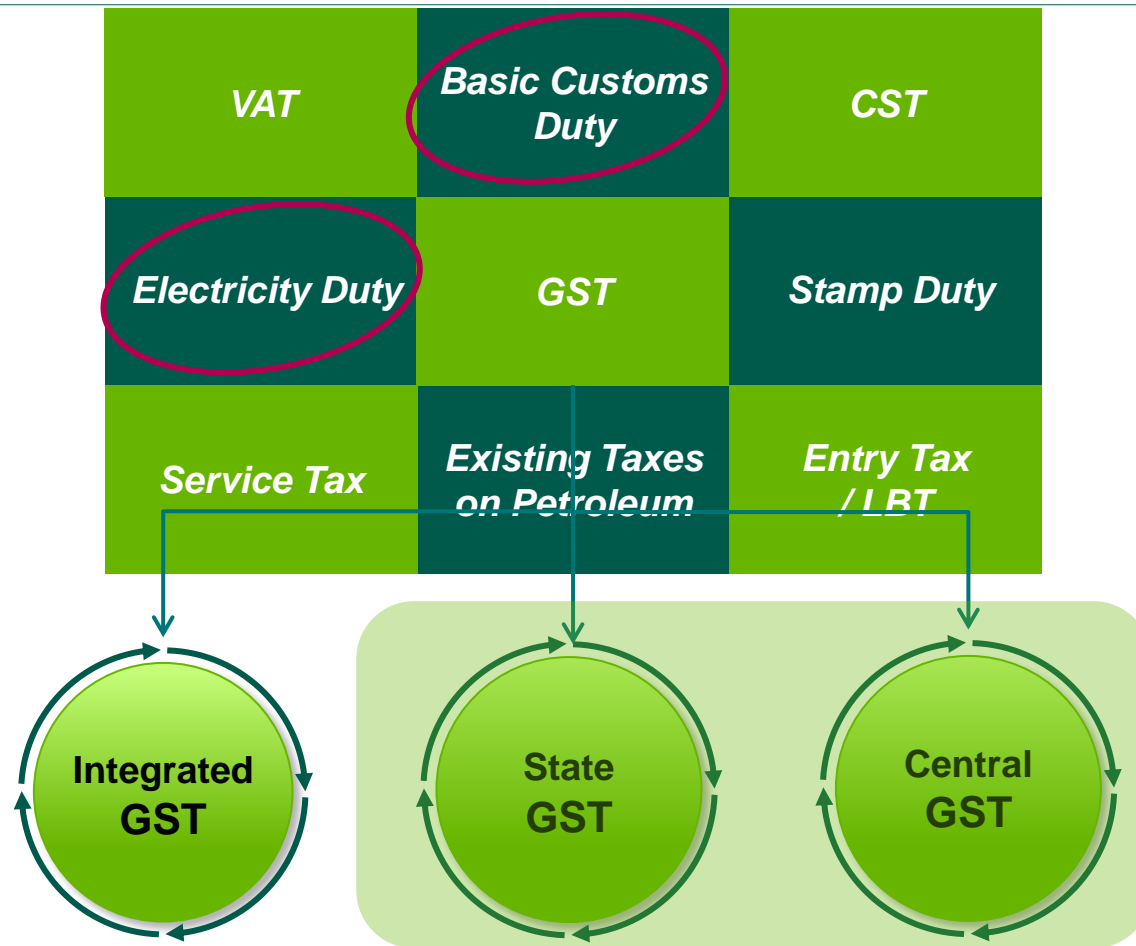 VAT
Basic Customs
Duty
CST
Electricity Duty
GST
Stamp Duty
Service Tax
Existing Taxes
on Petroleum
Entry Tax
/ LBT
Integrated
GST
State
GST
Central
GST